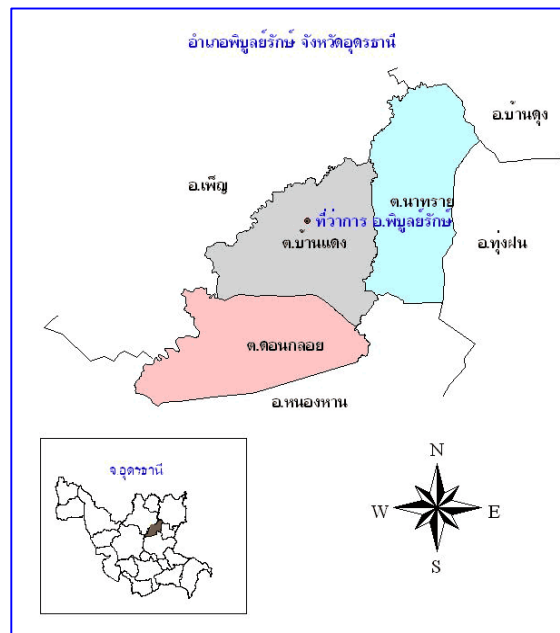 อำเภอพิบูลย์รักษ์ จังหวัดอุดรธานี
อ.บ้านดุง
อ.เพ็ญ
ต.นาทราย
ที่ว่าการ อ.พิบูลย์รักษ์
ต.บ้านแดง
อ.ทุ่งฝน
ต.ดอนกลอย
อ.หนองหาน
จ.อุดรธานี
N
W
E
S